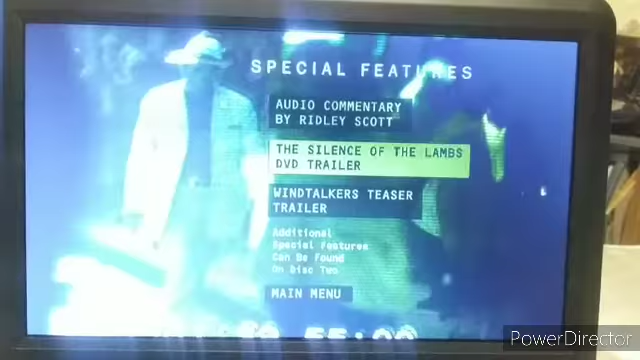 SPECIAL FEATURES
AUDIO COMMENTARY
BY RIDLEY SCOTT
THE SILENCE OF THE LAMBS
DVD TRAILER
WINDTALKERS TEASER
TRAILER
Additional
Special Features
Can Be Found
On Disc Two
MAIN MENU
PowerDirector